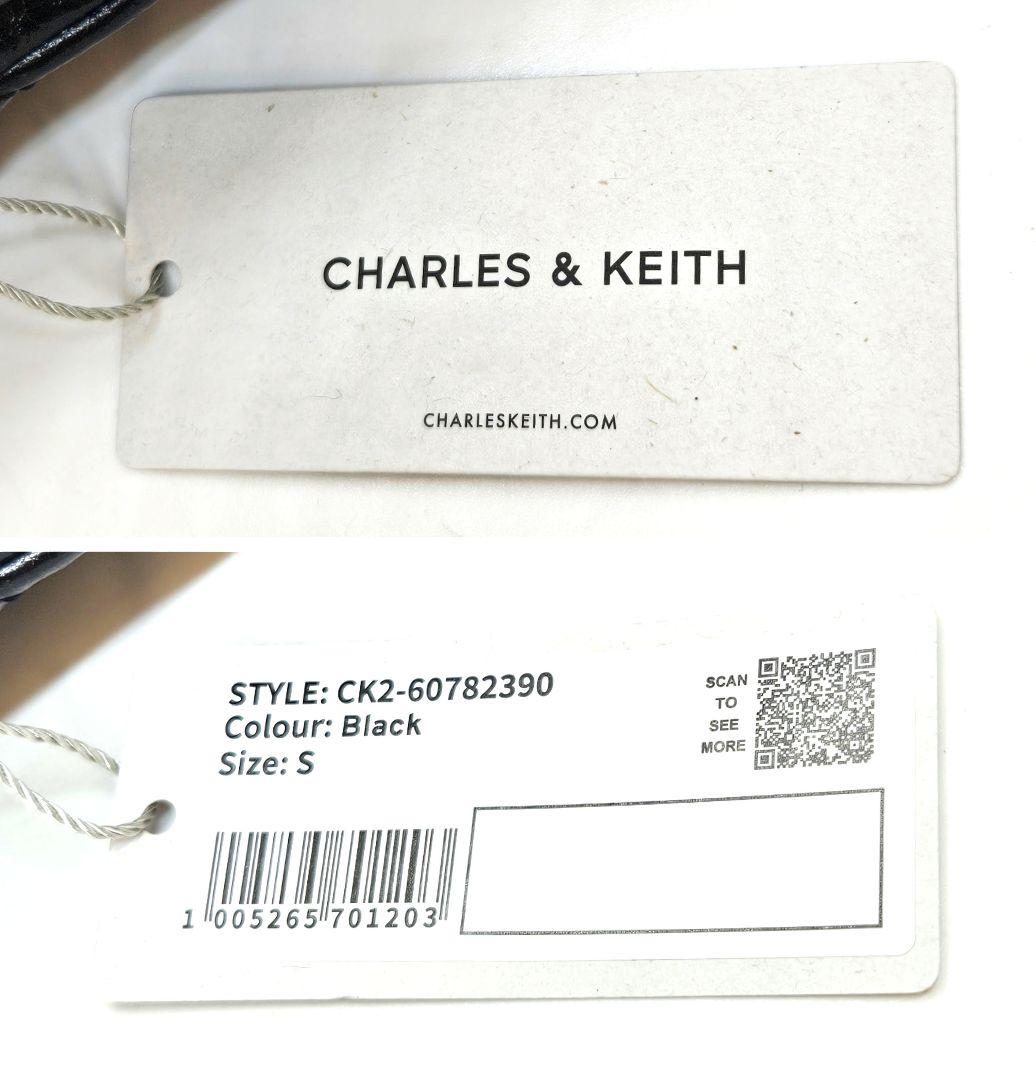 CHARLES & KEITH
CHARLESKEITH.COM
STYLE: CK2-60782390
Colour: Black
Size: S
SCAN
TO
SEE
MORE
1 005265 701203